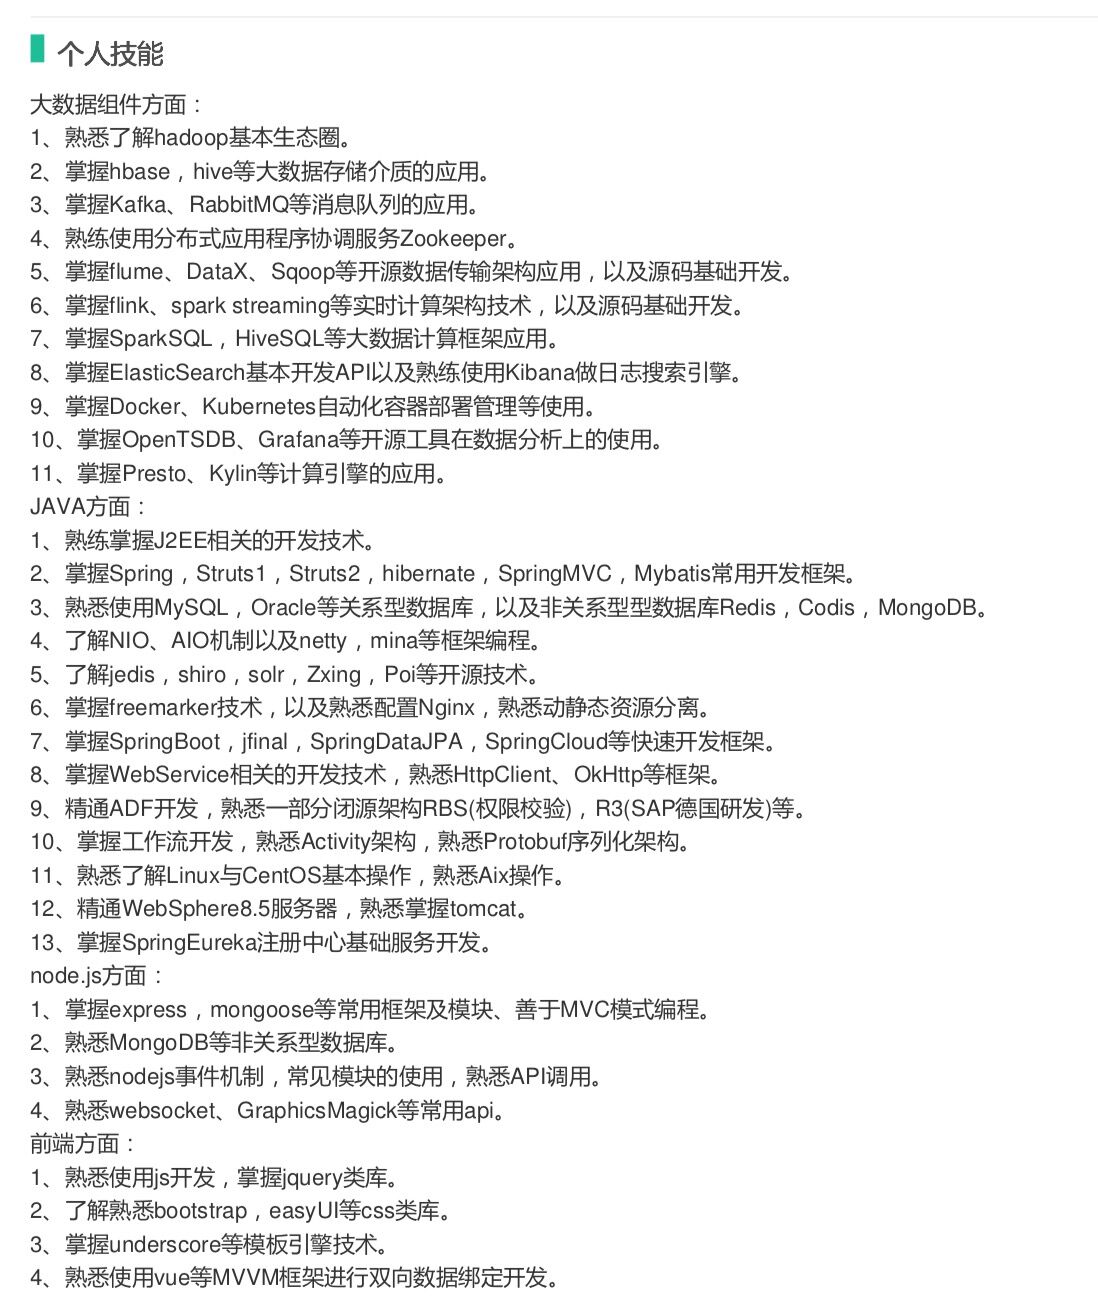 个人技能
大数据组件方面：
1、熟悉了解hadoop基本生态圈。
2、掌握hbase，hive等大数据存储介质的应用。
3、掌握Kafka、RabbitMQ等消息队列的应用。
4、熟练使用分布式应用程序协调服务Zookeeper。
5、掌握flume、DataX、Sqoop等开源数据传输架构应用，以及源码基础开发。
6、掌握flink、spark streaming等实时计算架构技术，以及源码基础开发。
7、掌握SparkSQL，HiveSQL等大数据计算框架应用。
8、掌握ElasticSearch基本开发API以及熟练使用Kibana做日志搜索引擎。
9、掌握Docker、Kubernetes自动化容器部署管理等使用。
10、掌握OpenTSDB、Grafana等开源工具在数据分析上的使用。
11、掌握Presto、Kylin等计算引擎的应用。
JAVA方面：
1、熟练掌握J2EE相关的开发技术。
2、掌握Spring，Struts1，Struts2，hibernate，SpringMVC，Mybatis常用开发框架。
3、熟悉使用MySQL，Oracle等关系型数据库，以及非关系型型数据库Redis，Codis，MongoDB。
4、了解NIO、AIO机制以及netty，mina等框架编程。
5、了解jedis，shiro，solr，Zxing，Poi等开源技术。
6、掌握freemarker技术，以及熟悉配置Nginx，熟悉动静态资源分离。
7、掌握SpringBoot，jfinal，SpringDataJPA，SpringCloud等快速开发框架。
8、掌握WebService相关的开发技术，熟悉HttpClient、OkHttp等框架。
9、精通ADF开发，熟悉一部分闭源架构RBS(权限校验)，R3(SAP德国研发)等。
10、掌握工作流开发，熟悉Activity架构，熟悉Protobuf序列化架构。
11、熟悉了解Linux与CentOS基本操作，熟悉Aix操作。
12、精通WebSphere8.5服务器，熟悉掌握tomcat。
13、掌握SpringEureka注册中心基础服务开发。
node.js方面：
1、掌握express，mongoose等常用框架及模块、善于MVC模式编程。
2、熟悉MongoDB等非关系型数据库。
3、熟悉nodejs事件机制，常见模块的使用，熟悉API调用。
4、熟悉websocket、GraphicsMagick等常用api。
前端方面：
1、熟悉使用js开发，掌握jquery类库。
2、了解熟悉bootstrap，easyUI等css类库。
3、掌握underscore等模板引擎技术。
4、熟悉使用vue等MVVM框架进行双向数据绑定开发。